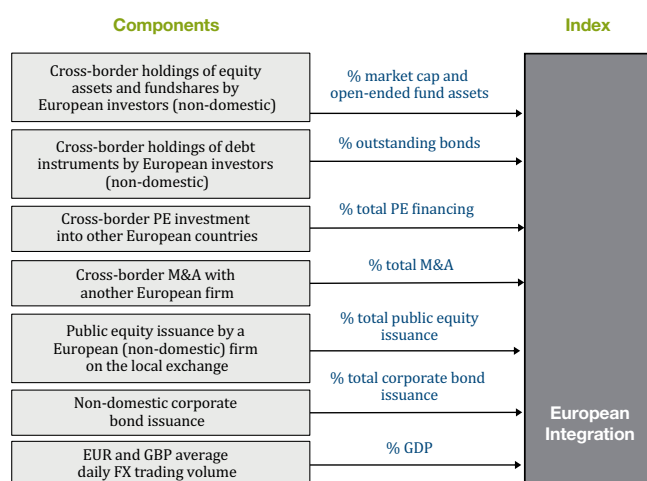 Components
Index
Cross-border holdings of equity
assets and fundshares by
European investors (non-domestic)
% market cap and
open-ended fund assets
Cross-border holdings of debt
instruments by European investors
(non-domestic)
% outstanding bonds
Cross-border PE investment
into other European countries
% total PE financing
Cross-border M&A with
another European firm
% total M&A
Public equity issuance by a
European (non-domestic) firm
on the local exchange
% total public equity
issuance
Non-domestic corporate
bond issuance
% total corporate bond
issuance
EUR and GBP average
daily FX trading volume
% GDP
European
Integration